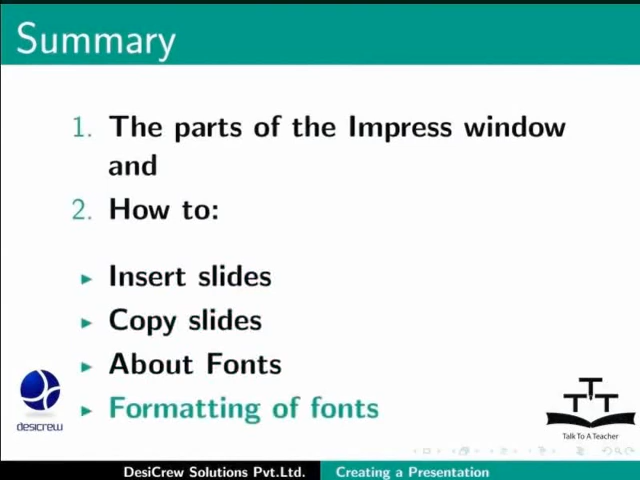 Summary
1. The parts of the Impress window
and
2. How to:
▶ Insert slides
▶ Copy slides
▶ About Fonts
▶ Formatting of fonts
desicrew
TTT
Talk To A Teacher
DesiCrew Solutions Pvt.Ltd. Creating a Presentation